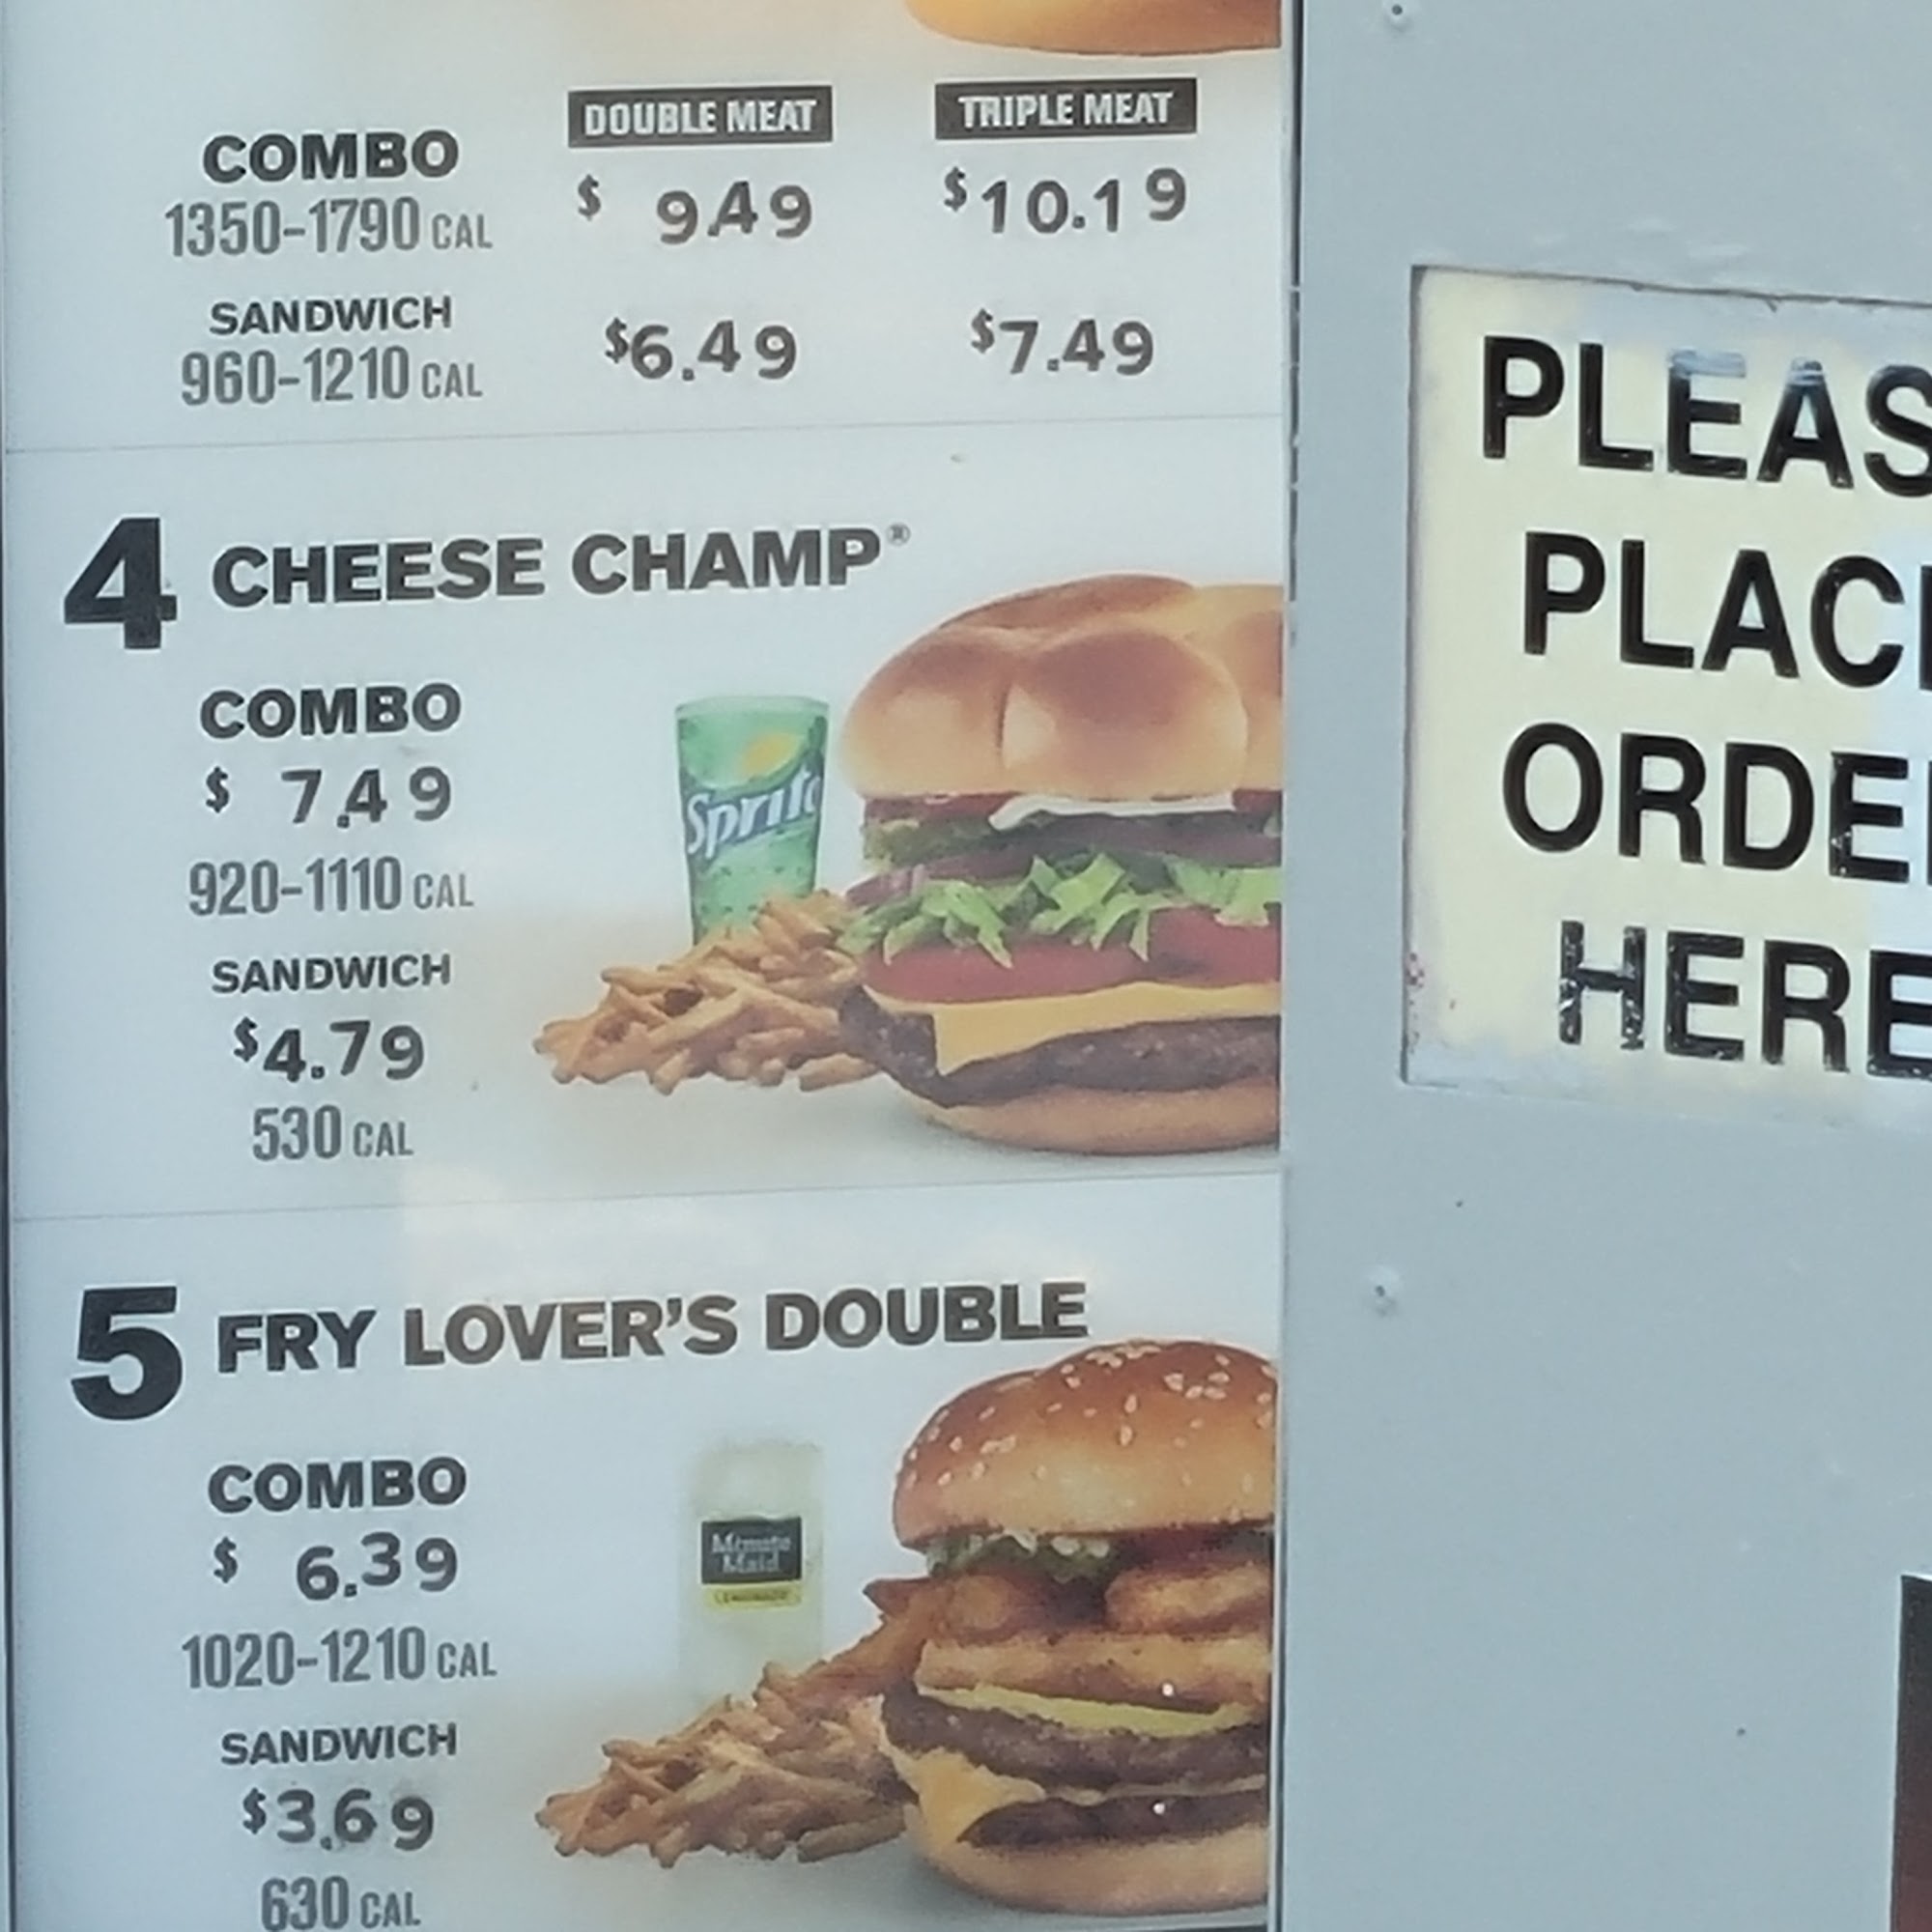 DOUBLE MEAT TRIPLE MEAT
COMBO $ 9.49 $10.19
1350-1790 CAL
SANDWICH $6.49 $7.49
960-1210 CAL
4 CHEESE CHAMP®
COMBO
$ 7.49
920-1110 CAL
SANDWICH
$4.79
530 CAL
Sprite
5 FRY LOVER'S DOUBLE
COMBO
$ 6.39
1020-1210 CAL
SANDWICH
$3.69
630 CAL
Minute
Maid
LEMONADE
PLEAS
PLAC
ORDE
HERE